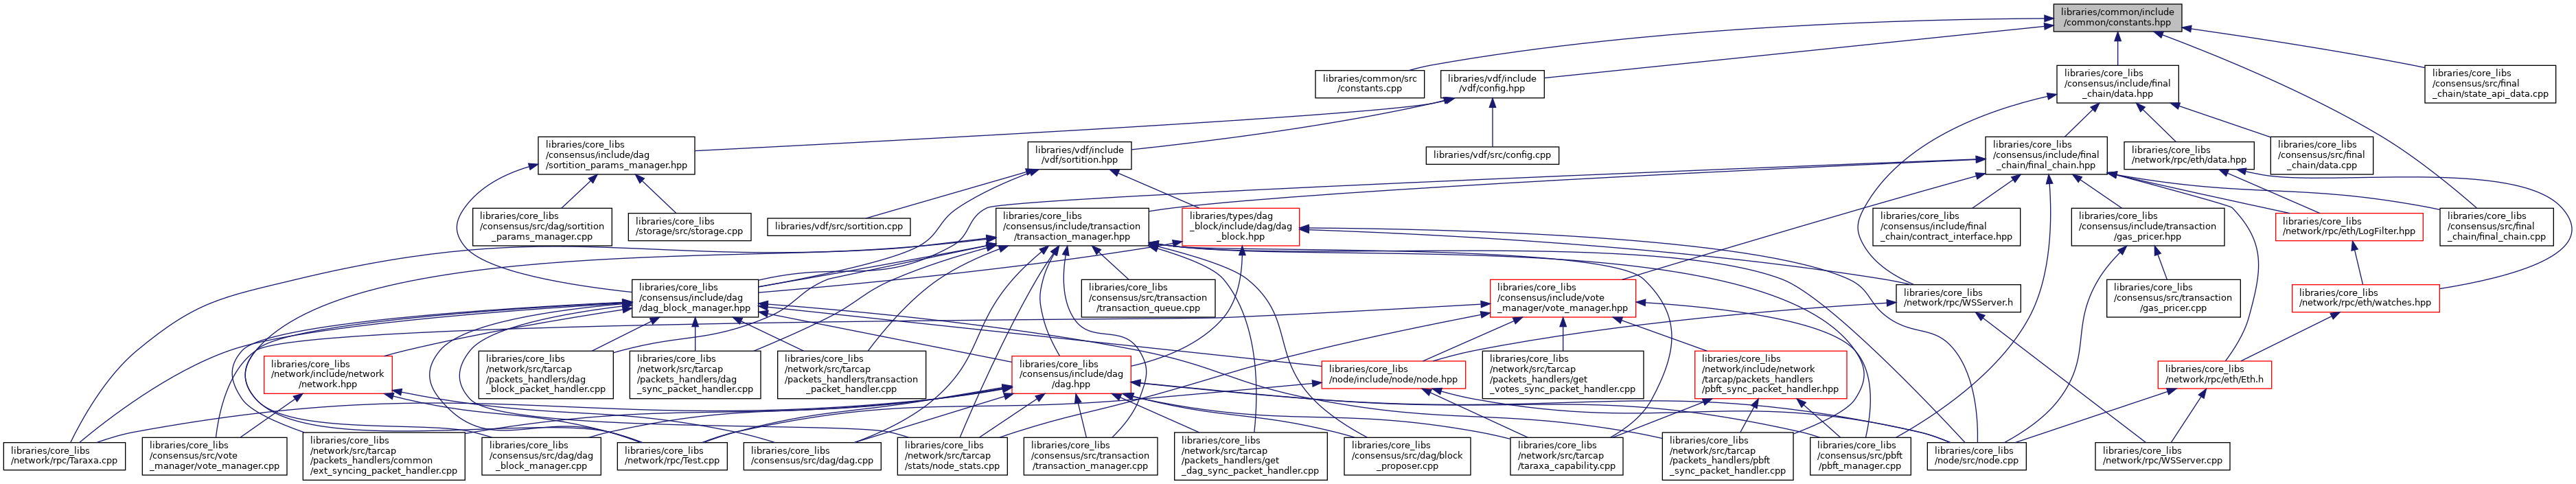 libraries/common/include
/common/constants.hpp
libraries/common/src
/constants.cpp
libraries/vdf/include
/vdf/config.hpp
libraries/core_libs
/consensus/include/final
_chain/data.hpp
libraries/core_libs
/consensus/src/final
_chain/state_api_data.cpp
libraries/core_libs
/consensus/include/dag
/sortition_params_manager.hpp
libraries/vdf/include
/vdf/sortition.hpp
libraries/vdf/src/config.cpp
libraries/core_libs
/consensus/include/final
_chain/final_chain.hpp
libraries/core_libs
/network/rpc/eth/data.hpp
libraries/core_libs
/consensus/src/final
_chain/data.cpp
libraries/core_libs
/consensus/src/dag/sortition
_params_manager.cpp
libraries/core_libs
/storage/src/storage.cpp
libraries/vdf/src/sortition.cpp
libraries/core_libs
/consensus/include/transaction
/transaction_manager.hpp
libraries/types/dag
_block/include/dag/dag
_block.hpp
libraries/core_libs
/consensus/include/final
_chain/contract_interface.hpp
libraries/core_libs
/consensus/include/transaction
/gas_pricer.hpp
libraries/core_libs
/network/rpc/eth/LogFilter.hpp
libraries/core_libs
/consensus/src/final
_chain/final_chain.cpp
libraries/core_libs
/consensus/include/dag
/dag_block_manager.hpp
libraries/core_libs
/consensus/src/transaction
/transaction_queue.cpp
libraries/core_libs
/consensus/include/vote
_manager/vote_manager.hpp
libraries/core_libs
/network/rpc/WSServer.h
libraries/core_libs
/consensus/src/transaction
/gas_pricer.cpp
libraries/core_libs
/network/rpc/eth/watches.hpp
libraries/core_libs
/network/include/network
/network.hpp
libraries/core_libs
/network/src/tarcap
/packets_handlers/dag
_block_packet_handler.cpp
libraries/core_libs
/network/src/tarcap
/packets_handlers/dag
_sync_packet_handler.cpp
libraries/core_libs
/network/src/tarcap
/packets_handlers/transaction
_packet_handler.cpp
libraries/core_libs
/consensus/include/dag
/dag.hpp
libraries/core_libs
/node/include/node/node.hpp
libraries/core_libs
/network/src/tarcap
/packets_handlers/get
_votes_sync_packet_handler.cpp
libraries/core_libs
/network/include/network
/tarcap/packets_handlers
/pbft_sync_packet_handler.hpp
libraries/core_libs
/network/rpc/eth/Eth.h
libraries/core_libs
/network/rpc/Taraxa.cpp
libraries/core_libs
/consensus/src/vote
_manager/vote_manager.cpp
libraries/core_libs
/network/src/tarcap
/packets_handlers/common
/ext_syncing_packet_handler.cpp
libraries/core_libs
/consensus/src/dag/dag
_block_manager.cpp
libraries/core_libs
/network/rpc/Test.cpp
libraries/core_libs
/consensus/src/dag/dag.cpp
libraries/core_libs
/network/src/tarcap
/stats/node_stats.cpp
libraries/core_libs
/consensus/src/transaction
/transaction_manager.cpp
libraries/core_libs
/network/src/tarcap
/packets_handlers/get
_dag_sync_packet_handler.cpp
libraries/core_libs
/consensus/src/dag/block
_proposer.cpp
libraries/core_libs
/network/src/tarcap
/taraxa_capability.cpp
libraries/core_libs
/network/src/tarcap
/packets_handlers/pbft
_sync_packet_handler.cpp
libraries/core_libs
/consensus/src/pbft
/pbft_manager.cpp
libraries/core_libs
/node/src/node.cpp
libraries/core_libs
/network/rpc/WSServer.cpp